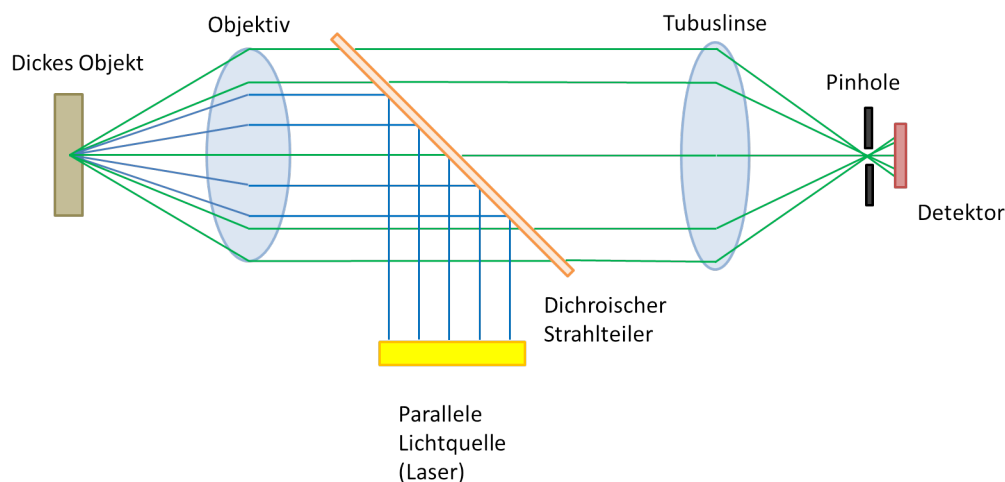 Objektiv
Tubuslinse
Dickes Objekt
Pinhole
Detektor
Dichroischer
Strahlteiler
Parallele
Lichtquelle
(Laser)